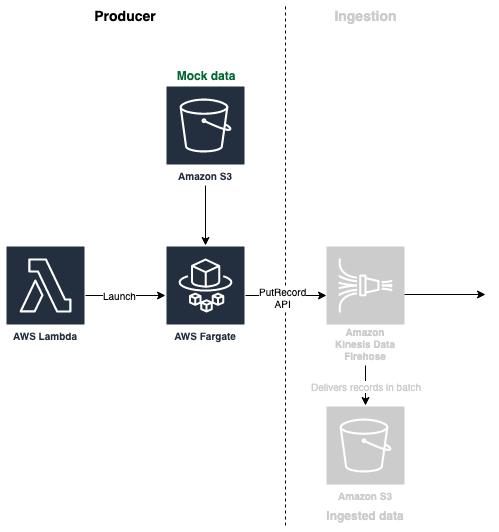 Producer
Ingestion
Mock data
Amazon S3
Launch
PutRecord
API
AWS Lambda
AWS Fargate
Amazon
Kinesis Data
Firehose
Delivers records in batch
Amazon S3
Ingested data